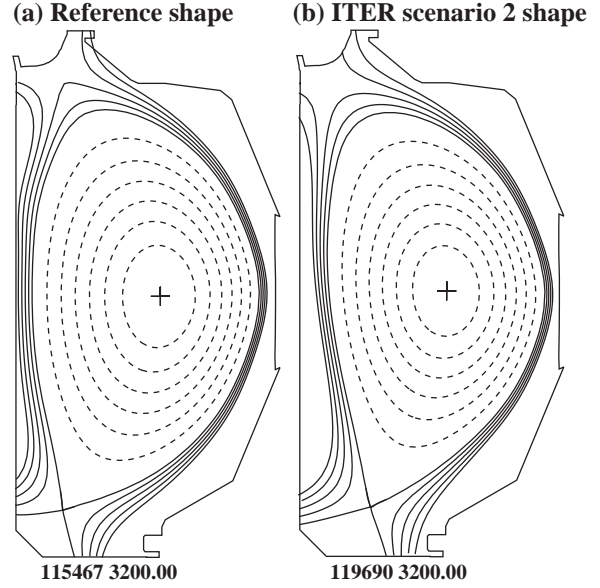 (a) Reference shape
(b) ITER scenario 2 shape
115467 3200.00
119690 3200.00